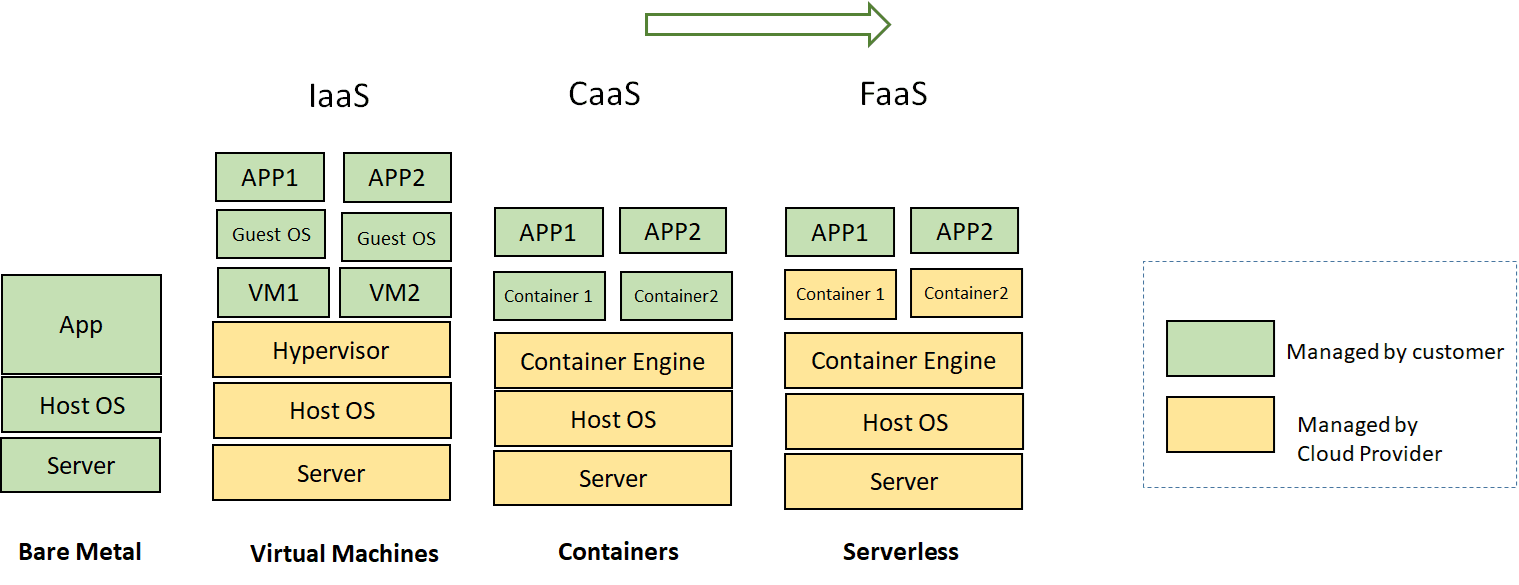 IaaS
CaaS
FaaS
APP1
APP2
Guest OS
Guest OS
VM1
VM2
Hypervisor
Host OS
Server
APP1
APP2
Container 1
Container2
Container Engine
Host OS
Server
APP1
APP2
Container 1
Container2
Container Engine
Host OS
Server
App
Host OS
Server
Bare Metal
Virtual Machines
Containers
Serverless
Managed by customer
Managed by
Cloud Provider